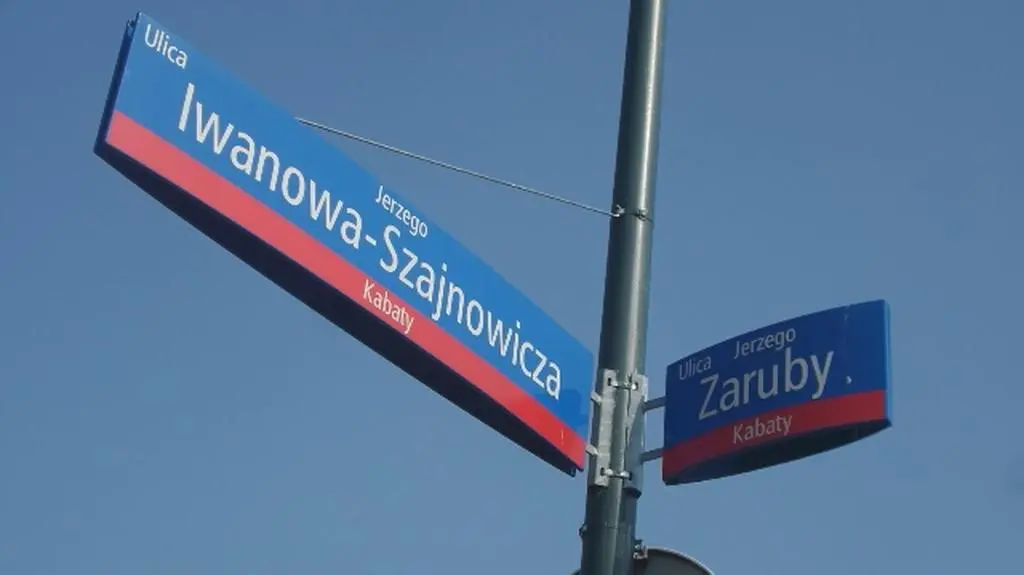 Ulica
Jerzego
Iwanowa-Szajnowicza
Kabaty
Ulica Jerzego
Zaruby
Kabaty